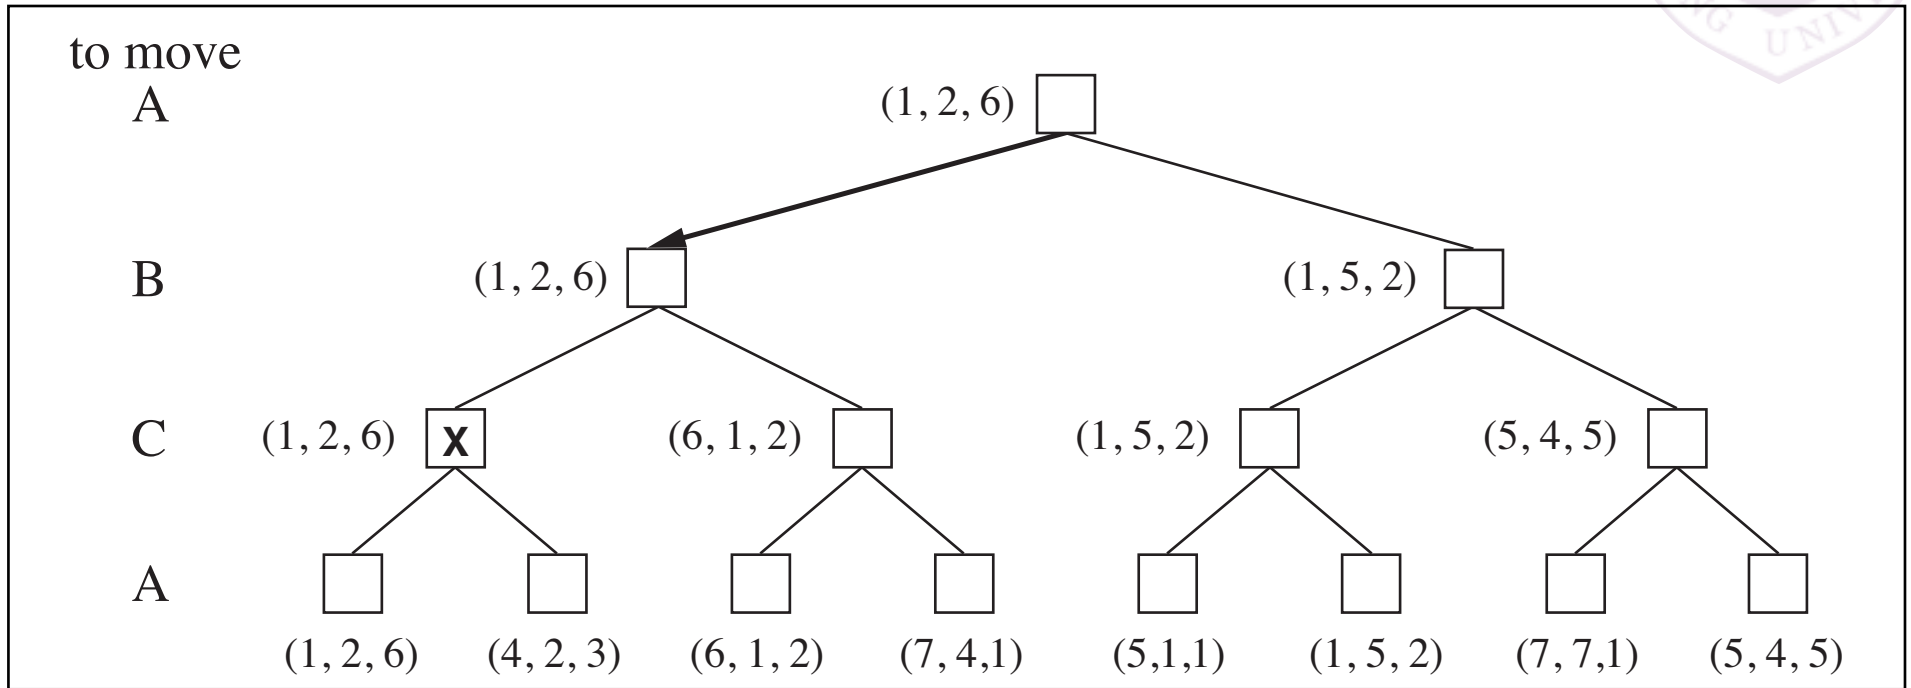 to move
A (1, 2, 6)
B (1, 2, 6) (1, 5, 2)
C (1, 2, 6) X (6, 1, 2) (1, 5, 2) (5, 4, 5)
A
(1, 2, 6) (4, 2, 3) (6, 1, 2) (7, 4,1) (5,1,1) (1, 5, 2) (7, 7,1) (5, 4, 5)